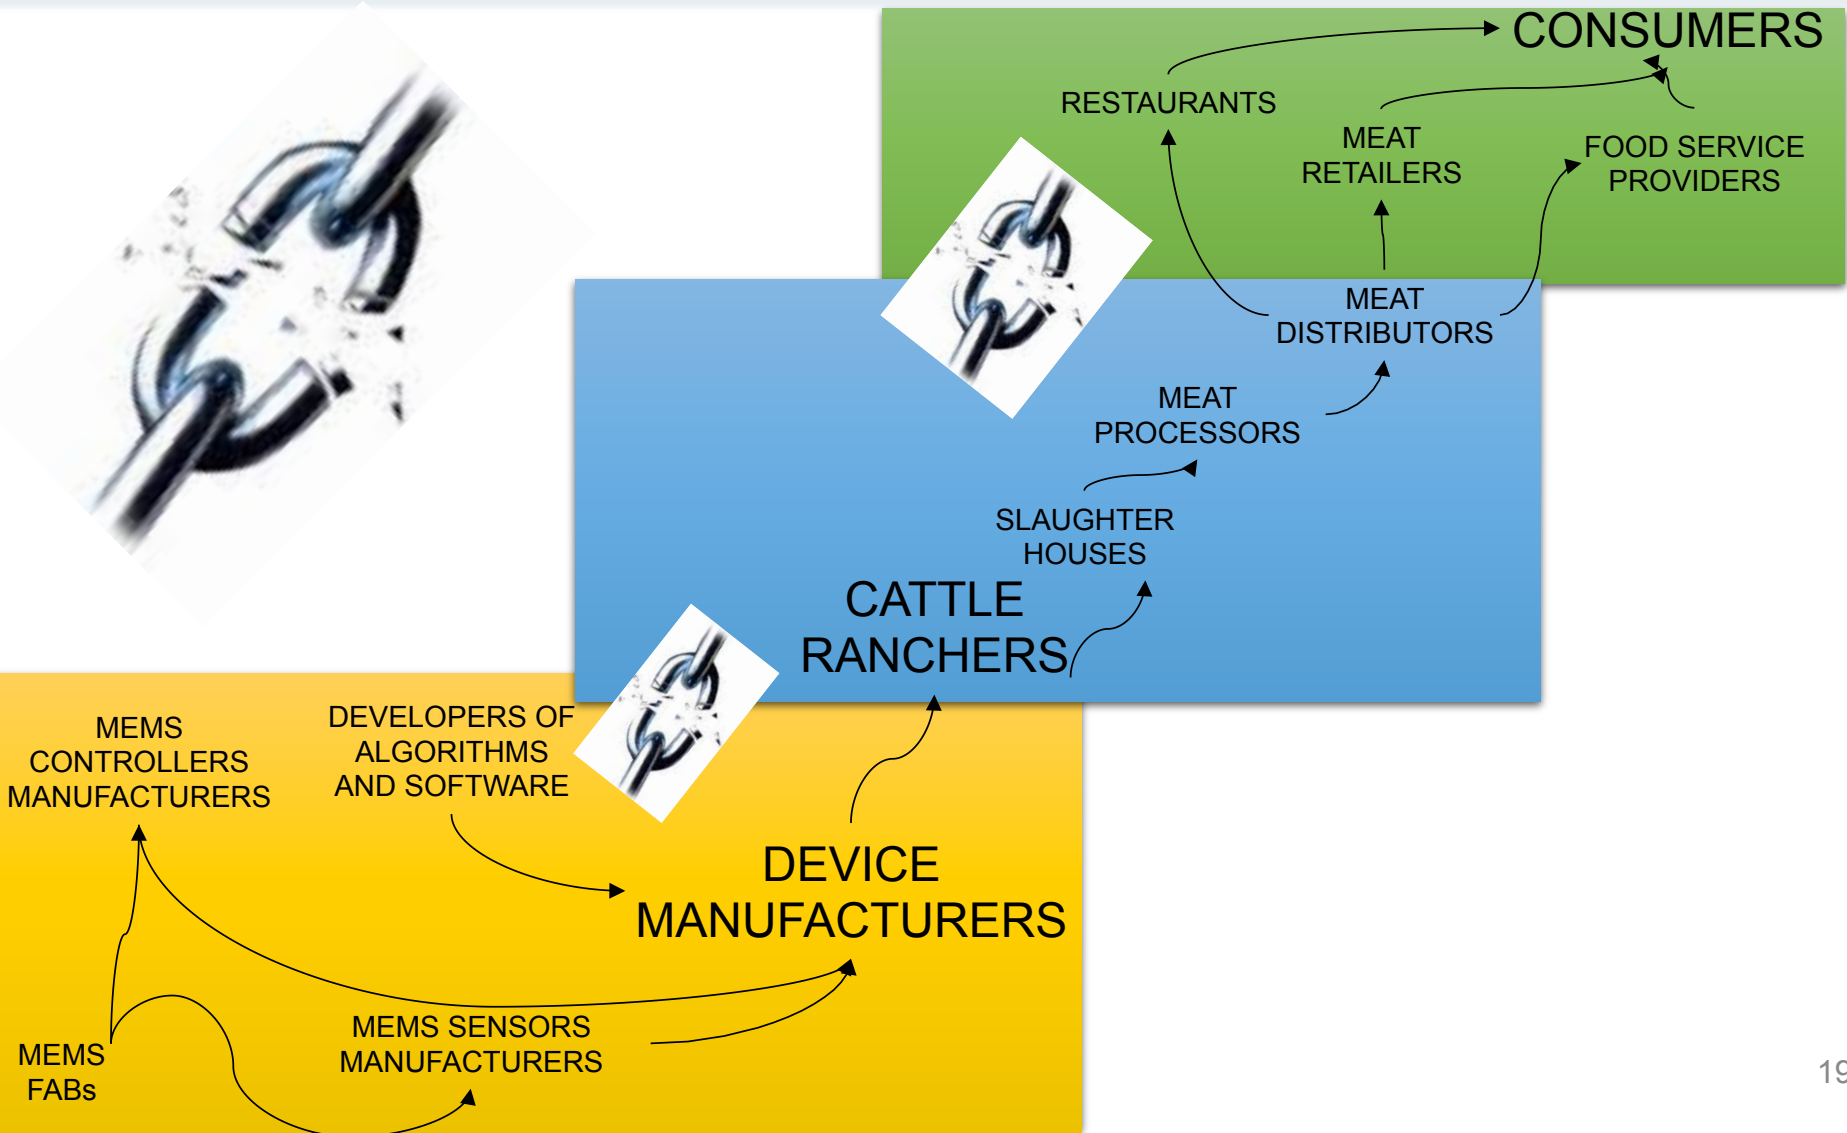 CONSUMERS
RESTAURANTS
MEAT
RETAILERS
FOOD SERVICE
PROVIDERS
MEAT
DISTRIBUTORS
MEAT
PROCESSORS
SLAUGHTER
HOUSES
CATTLE
RANCHERS
MEMS
CONTROLLERS
MANUFACTURERS
DEVELOPERS OF
ALGORITHMS
AND SOFTWARE
DEVICE
MANUFACTURERS
MEMS SENSORS
MANUFACTURERS
MEMS
FABs
19